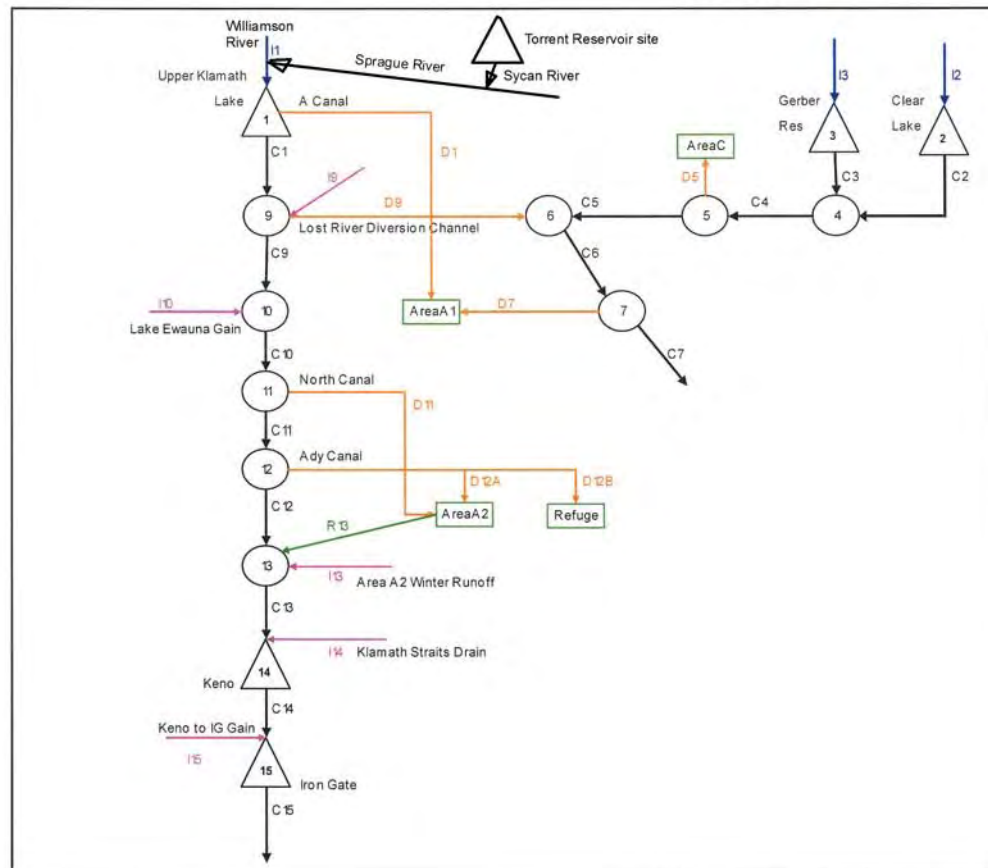 Williamson
River
I1
Torrent Reservoir site
Sprague River
Sycan River
Upper Klamath
Lake
A Canal
1
D1
C1
I3
I2
Gerber
Res
3
Clear
Lake
2
AreaC
D5
C3
C2
I9
9
D9
Lost River Diversion Channel
6
C5
5
C4
4
C9
C6
I10
Lake Ewauna Gain
10
AreaA1
D7
7
C7
C10
11
North Canal
D11
C11
12
Ady Canal
D12A
D12B
C12
AreaA2
Refuge
R13
13
I13
Area A2 Winter Runoff
C13
I14
Klamath Straits Drain
14
Keno
C14
Keno to IG Gain
I15
15
Iron Gate
C15